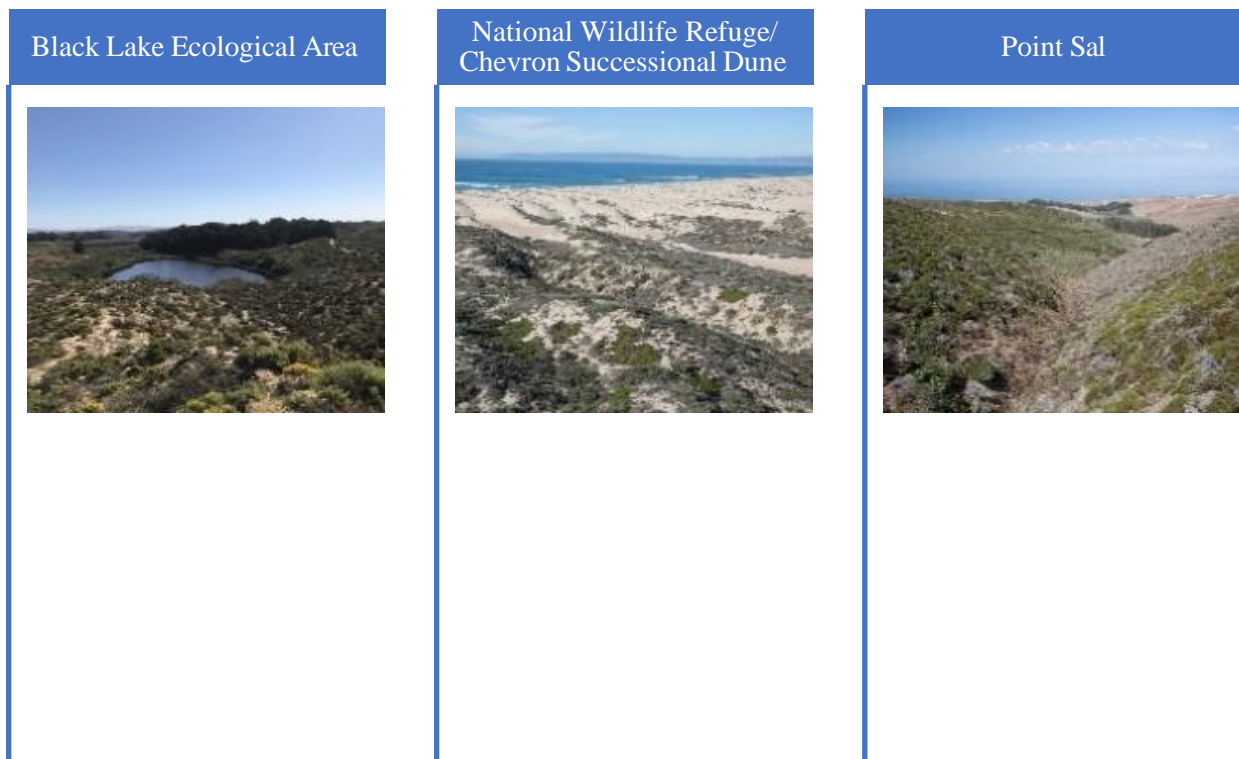 Black Lake Ecological Area
National Wildlife Refuge/
Chevron Successional Dune
Point Sal